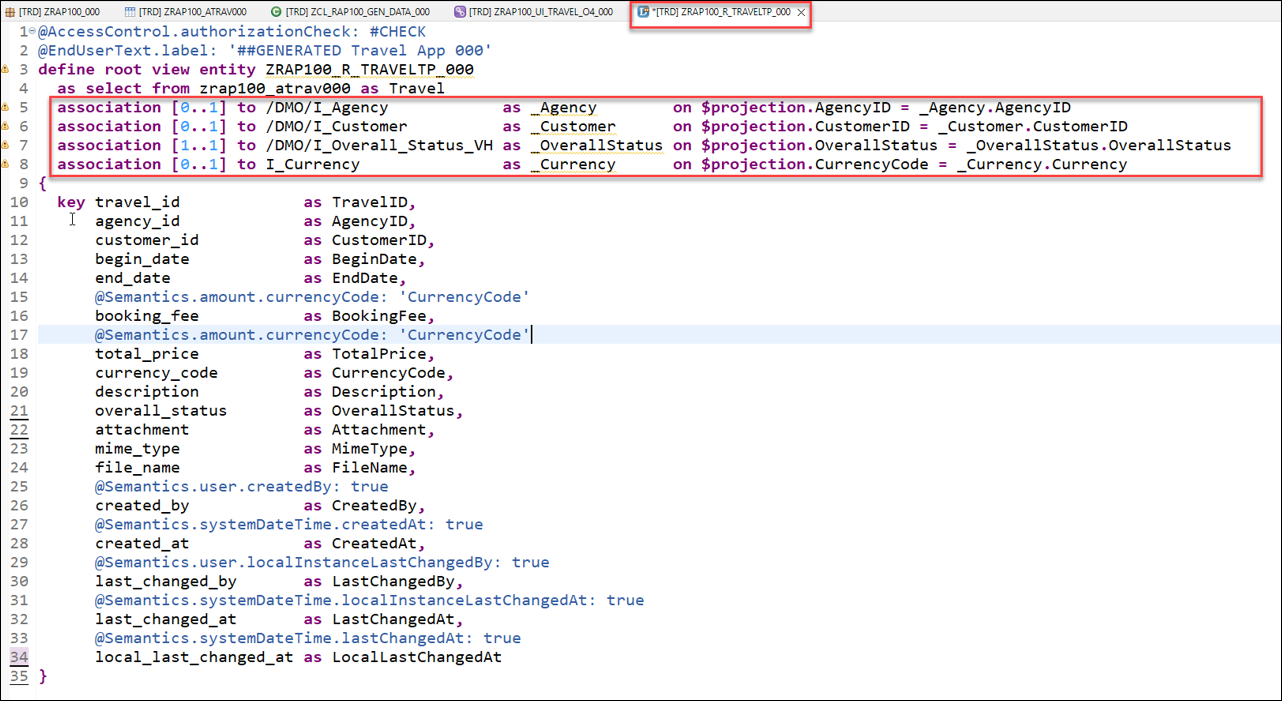 [TRD] ZRAP100_000 [TRD] ZRAP100_ATRAV000 [TRD] ZCL_RAP100_GEN_DATA_000 [TRD] ZRAP100_UI_TRAVEL_O4_000 *[TRD] ZRAP100_R_TRAVELTP_000
1 @AccessControl.authorizationCheck: #CHECK
2 @EndUserText.label: '##GENERATED Travel App 000'
3 define root view entity ZRAP100_R_TRAVELTP_000
4 as select from zrap100_atrav000 as Travel
5 association [0..1] to /DMO/I_Agency as _Agency on $projection.AgencyID = _Agency.AgencyID
6 association [0..1] to /DMO/I_Customer as _Customer on $projection.CustomerID = _Customer.CustomerID
7 association [1..1] to /DMO/I_Overall_Status_VH as _OverallStatus on $projection.OverallStatus = _OverallStatus.OverallStatus
8 association [0..1] to I_Currency as _Currency on $projection.CurrencyCode = _Currency.Currency
9 {
10 key travel_id as TravelID,
11 agency_id as AgencyID,
12 customer_id as CustomerID,
13 begin_date as BeginDate,
14 end_date as EndDate,
15 @Semantics.amount.currencyCode: 'CurrencyCode'
16 booking_fee as BookingFee,
17 @Semantics.amount.currencyCode: 'CurrencyCode'
18 total_price as TotalPrice,
19 currency_code as CurrencyCode,
20 description as Description,
21 overall_status as OverallStatus,
22 attachment as Attachment,
23 mime_type as MimeType,
24 file_name as FileName,
25 @Semantics.user.createdBy: true
26 created_by as CreatedBy,
27 @Semantics.systemDateTime.createdAt: true
28 created_at as CreatedAt,
29 @Semantics.user.localInstanceLastChangedBy: true
30 last_changed_by as LastChangedBy,
31 @Semantics.systemDateTime.localInstanceLastChangedAt: true
32 last_changed_at as LastChangedAt,
33 @Semantics.systemDateTime.lastChangedAt: true
34 local_last_changed_at as LocalLastChangedAt
35 }